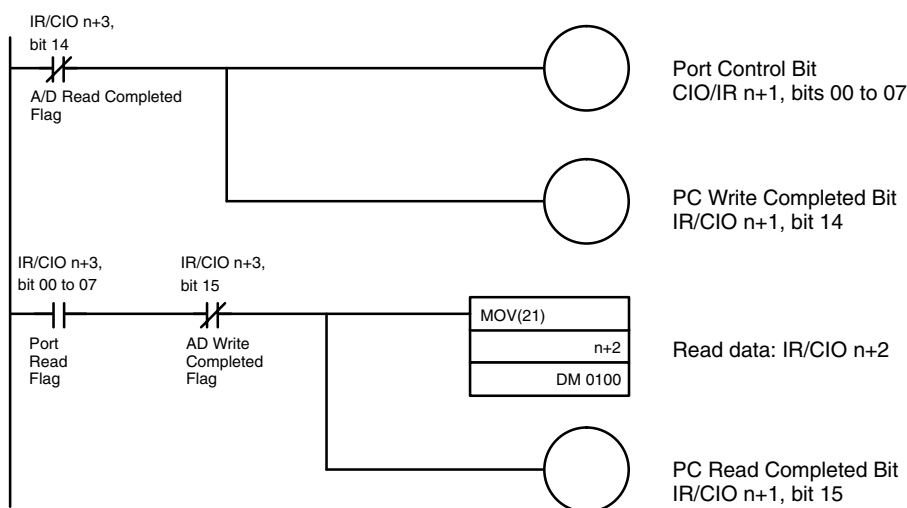 IR/CIO n+3,
bit 14
A/D Read Completed
Flag
Port Control Bit
CIO/IR n+1, bits 00 to 07
PC Write Completed Bit
IR/CIO n+1, bit 14
IR/CIO n+3,
bit 00 to 07
IR/CIO n+3,
bit 15
Port
Read
Flag
AD Write
Completed
Flag
MOV(21)
n+2
DM 0100
Read data: IR/CIO n+2
PC Read Completed Bit
IR/CIO n+1, bit 15